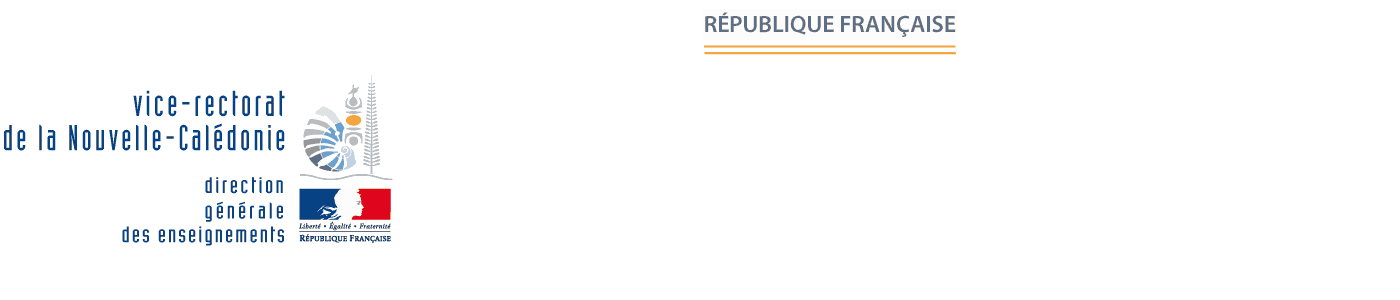 RÉPUBLIQUE FRANÇAISE
vice-rectorat
de la Nouvelle-Calédonie
direction
générale
des enseignements
Liberté • Égalité • Fraternité
RÉPUBLIQUE FRANÇAISE